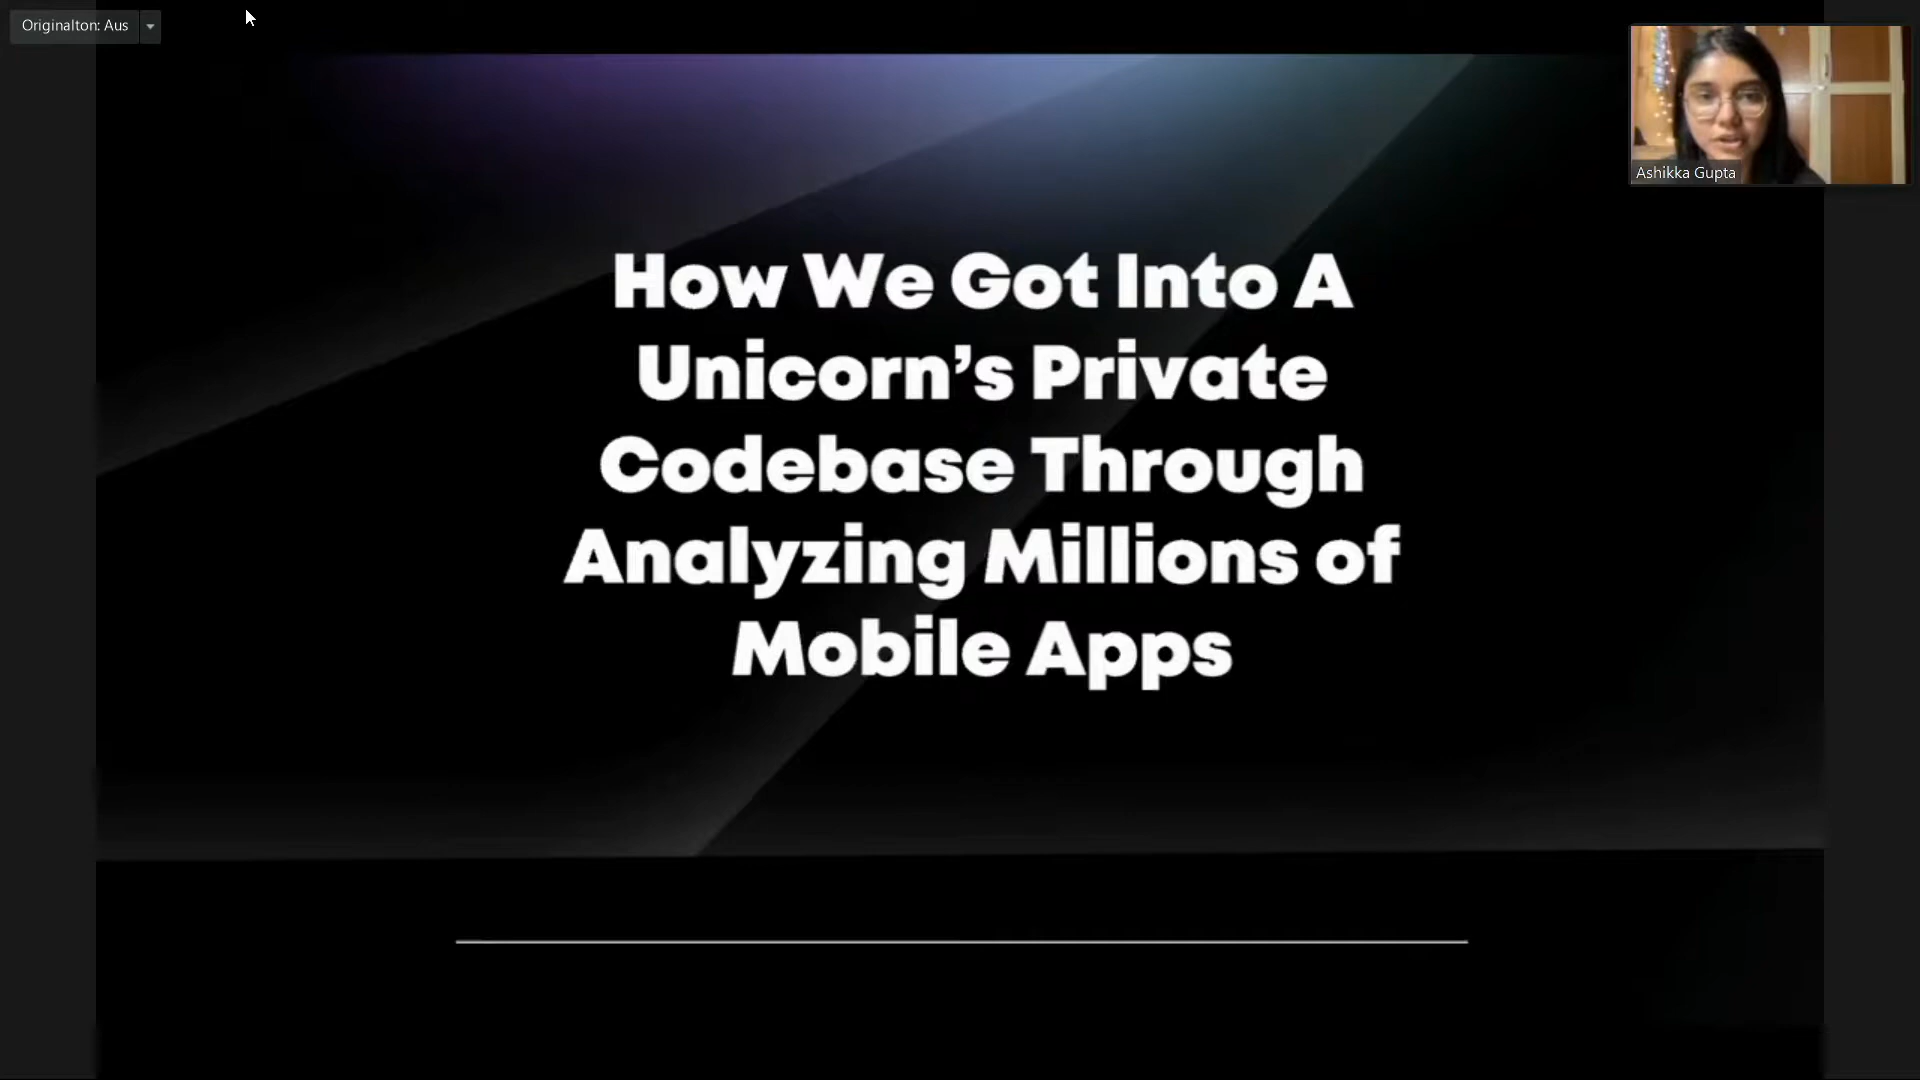 Originalton: Aus
Ashikka Gupta
How We Got Into A
Unicorn’s Private
Codebase Through
Analyzing Millions of
Mobile Apps